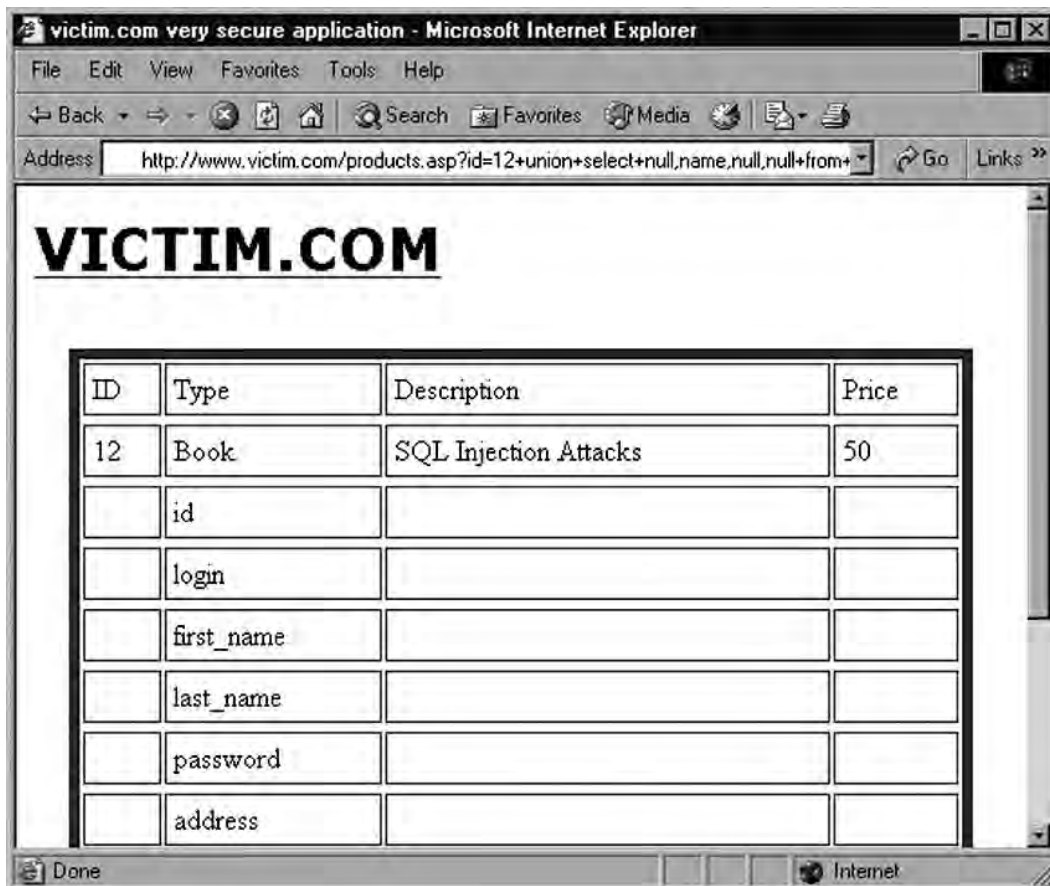 victim.com very secure application - Microsoft Internet Explorer
File Edit View Favorites Tools Help
Back Search Favorites Media
Address http://www.victim.com/products.asp?id=12+union+select+null,name,null,null+from+ Go Links »
VICTIM.COM
ID Type Description Price
12 Book SQL Injection Attacks 50
id
login
first_name
last_name
password
address
Done Internet